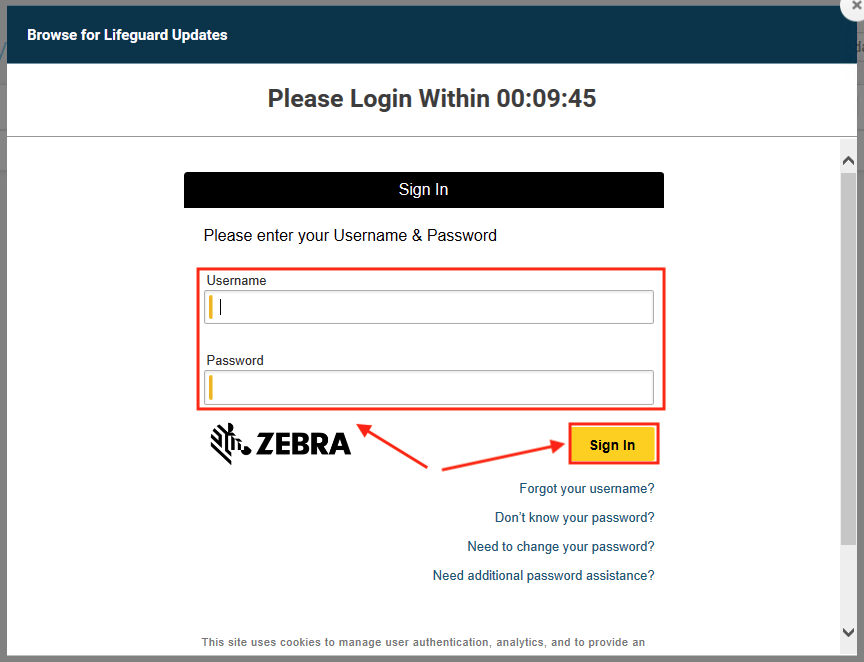 Browse for Lifeguard Updates
Please Login Within 00:09:45
Sign In
Please enter your Username & Password
Username
Password
ZEBRA
Sign In
Forgot your username?
Don't know your password?
Need to change your password?
Need additional password assistance?
This site uses cookies to manage user authentication, analytics, and to provide an